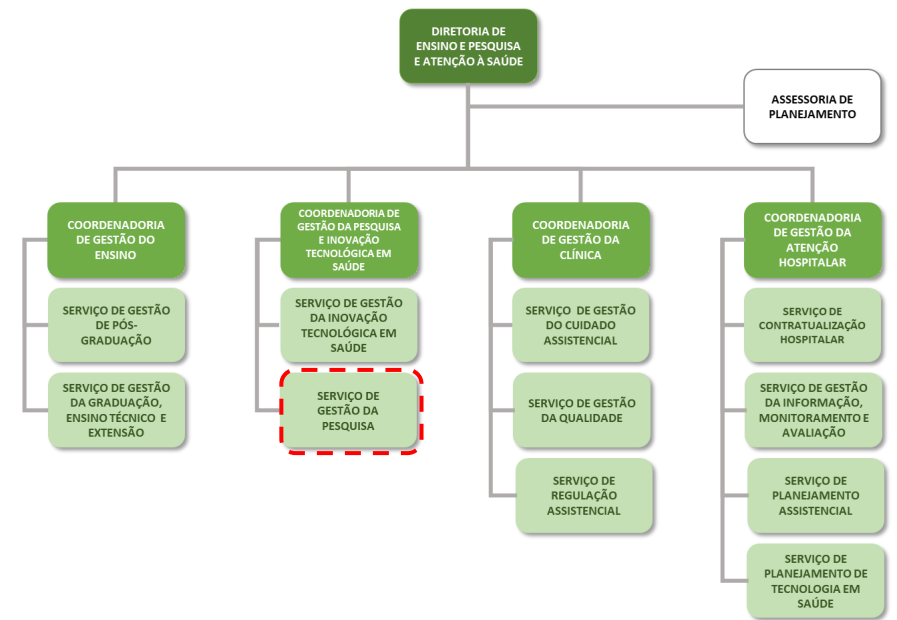 DIRETORIA DE
ENSINO E PESQUISA
E ATENÇÃO À SAÚDE
ASSESSORIA DE
PLANEJAMENTO
COORDENADORIA
DE GESTÃO DO
ENSINO
SERVIÇO DE GESTÃO
DE PÓS-
GRADUAÇÃO
SERVIÇO DE GESTÃO
DA GRADUAÇÃO,
ENSINO TÉCNICO E
EXTENSÃO
COORDENADORIA DE
GESTÃO DA PESQUISA
E INOVAÇÃO
TECNOLÓGICA EM
SAÚDE
SERVIÇO DE GESTÃO
DA INOVAÇÃO
TECNOLÓGICA EM
SAÚDE
SERVIÇO DE
GESTÃO DA
PESQUISA
COORDENADORIA
DE GESTÃO DA
CLÍNICA
SERVIÇO DE GESTÃO
DO CUIDADO
ASSISTENCIAL
SERVIÇO DE GESTÃO
DA QUALIDADE
SERVIÇO DE
REGULAÇÃO
ASSISTENCIAL
COORDENADORIA
DE GESTÃO DA
ATENÇÃO
HOSPITALAR
SERVIÇO DE
CONTRATUALIZAÇÃO
HOSPITALAR
SERVIÇO DE GESTÃO
DA INFORMAÇÃO,
MONITORAMENTO E
AVALIAÇÃO
SERVIÇO DE
PLANEJAMENTO
ASSISTENCIAL
SERVIÇO DE
PLANEJAMENTO DE
TECNOLOGIA EM
SAÚDE